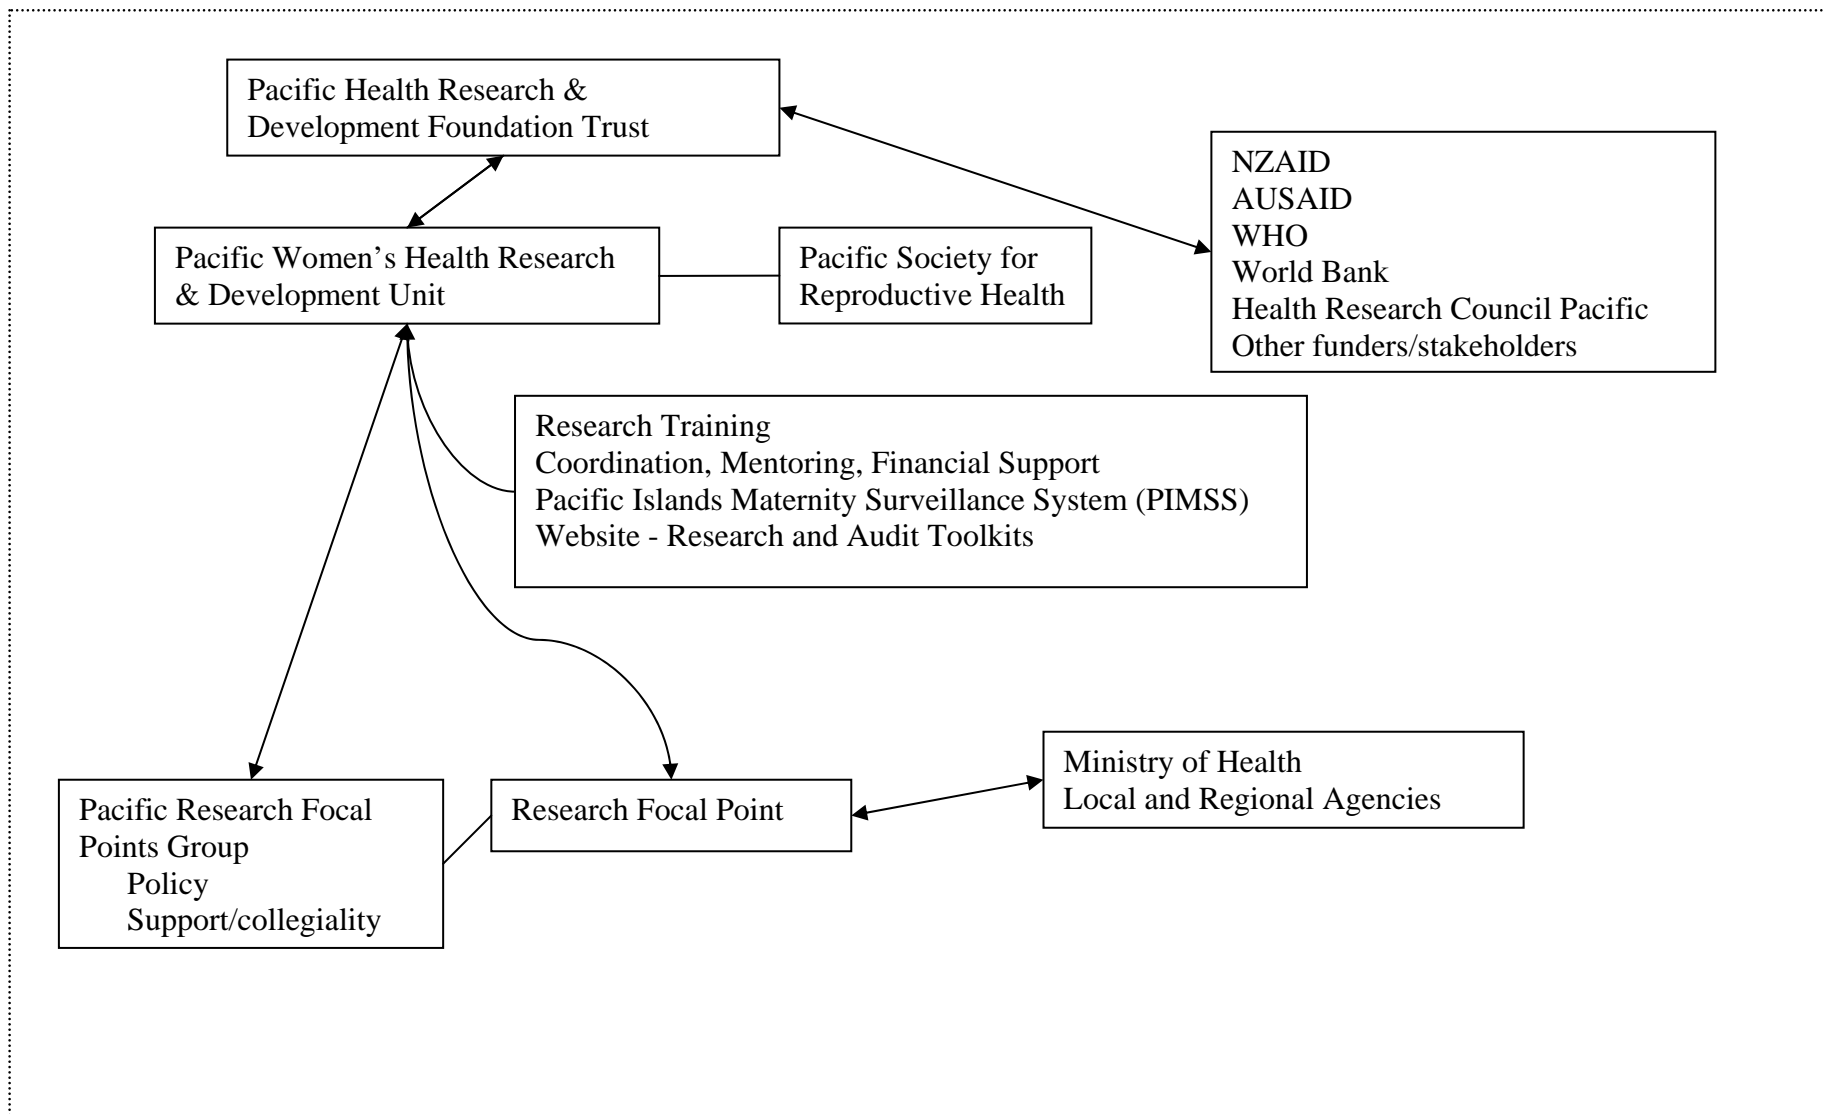 Pacific Health Research &
Development Foundation Trust
NZAID
AUSAID
WHO
World Bank
Health Research Council Pacific
Other funders/stakeholders
Pacific Women’s Health Research
& Development Unit
Pacific Society for
Reproductive Health
Research Training
Coordination, Mentoring, Financial Support
Pacific Islands Maternity Surveillance System (PIMSS)
Website - Research and Audit Toolkits
Pacific Research Focal
Points Group
Policy
Support/collegiality
Research Focal Point
Ministry of Health
Local and Regional Agencies